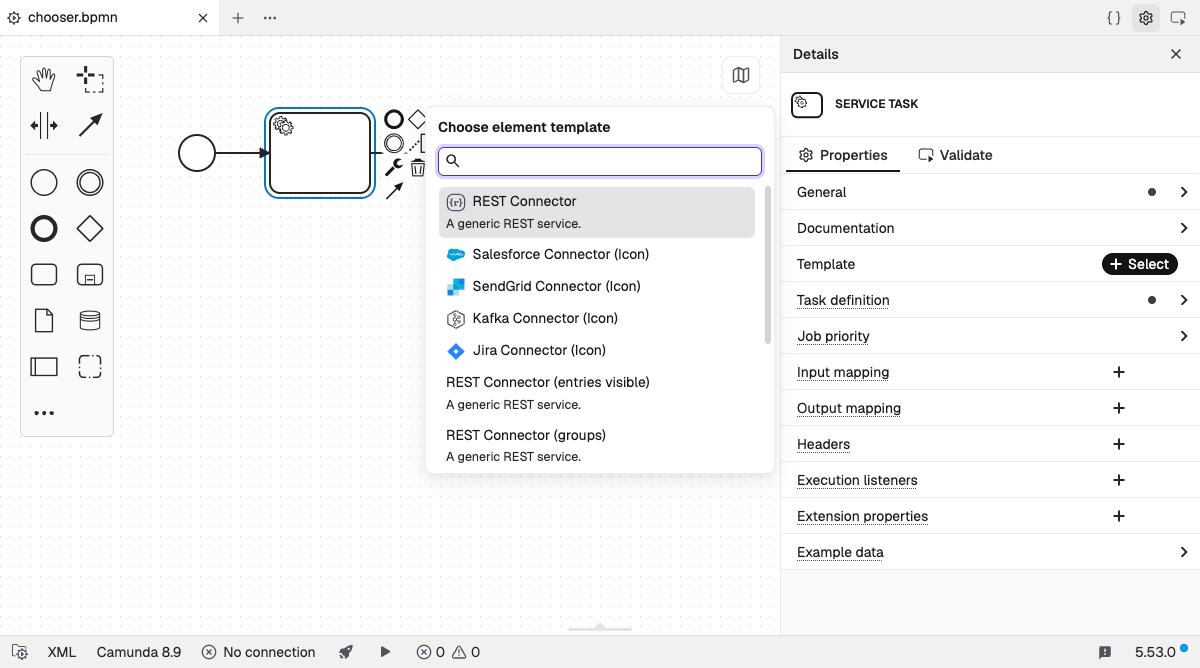 chooser.bpmn
Details
SERVICE TASK
Properties
Validate
General
Documentation
Template
Select
Task definition
Job priority
Input mapping
Output mapping
Headers
Execution listeners
Extension properties
Example data
Choose element template
{r}
REST Connector
A generic REST service.
Salesforce Connector (Icon)
SendGrid Connector (Icon)
Kafka Connector (Icon)
Jira Connector (Icon)
REST Connector (entries visible)
A generic REST service.
REST Connector (groups)
A generic REST service.
XML
Camunda 8.9
No connection
0
0
5.53.0